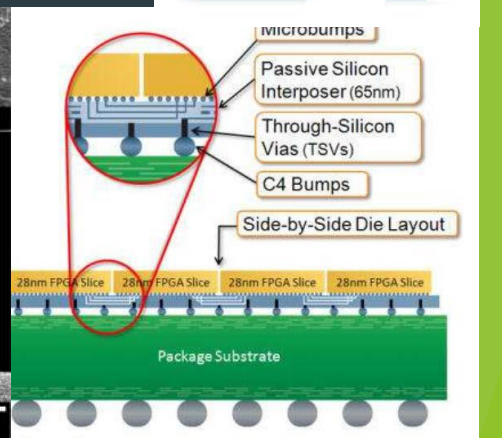 Microbumps
Passive Silicon
Interposer (65nm)
Through-Silicon
Vias (TSVs)
C4 Bumps
Side-by-Side Die Layout
28nm FPGA Slice 28nm FPGA Slice 28nm FPGA Slice 28nm FPGA Slice
Package Substrate